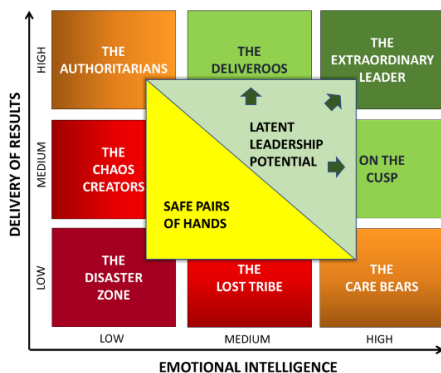 DELIVERY OF RESULTS
HIGH
MEDIUM
LOW
THE
AUTHORITARIANS
THE
DELIVEROOS
THE
EXTRAORDINARY
LEADER
THE
CHAOS
CREATORS
LATENT
LEADERSHIP
POTENTIAL
ON THE
CUSP
SAFE PAIRS
OF HANDS
THE
DISASTER
ZONE
THE
LOST TRIBE
THE
CARE BEARS
LOW
MEDIUM
HIGH
EMOTIONAL INTELLIGENCE